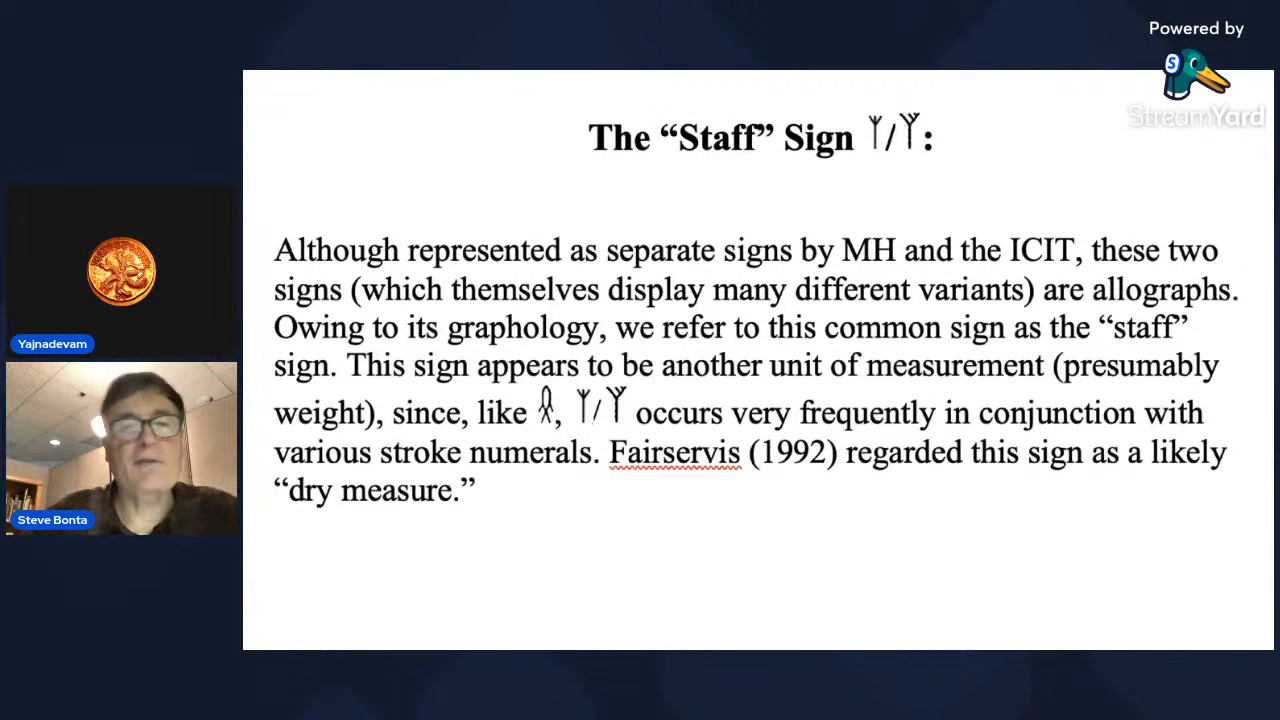 Powered by
StreamYard
The “Staff” Sign /:
Although represented as separate signs by MH and the ICIT, these two
signs (which themselves display many different variants) are allographs.
Owing to its graphology, we refer to this common sign as the “staff”
sign. This sign appears to be another unit of measurement (presumably
weight), since, like , / occurs very frequently in conjunction with
various stroke numerals. Fairservis (1992) regarded this sign as a likely
“dry measure.”
Yajnadevam
Steve Bonta